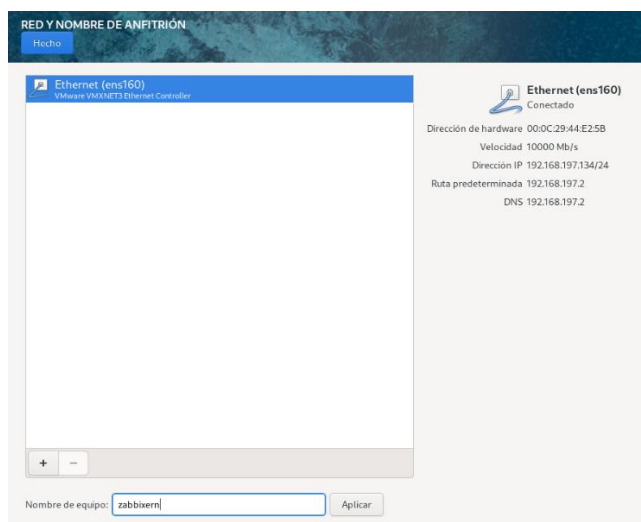 RED Y NOMBRE DE ANFITRIÓN
Hecho
Ethernet (ens160)
VMware VMXNET3 Ethernet Controller
Ethernet (ens160)
Conectado
Dirección de hardware 00:0C:29:44:E2:5B
Velocidad 10000 Mb/s
Dirección IP 192.168.197.134/24
Ruta predeterminada 192.168.197.2
DNS 192.168.197.2
+ −
Nombre de equipo: zabbixern Aplicar